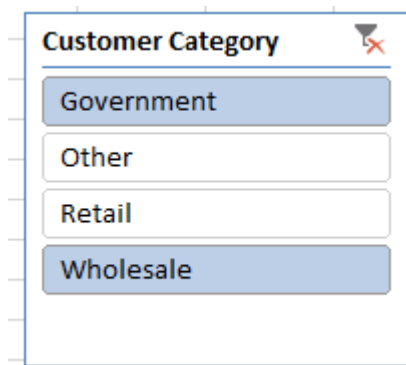 Customer Category
Government
Other
Retail
Wholesale